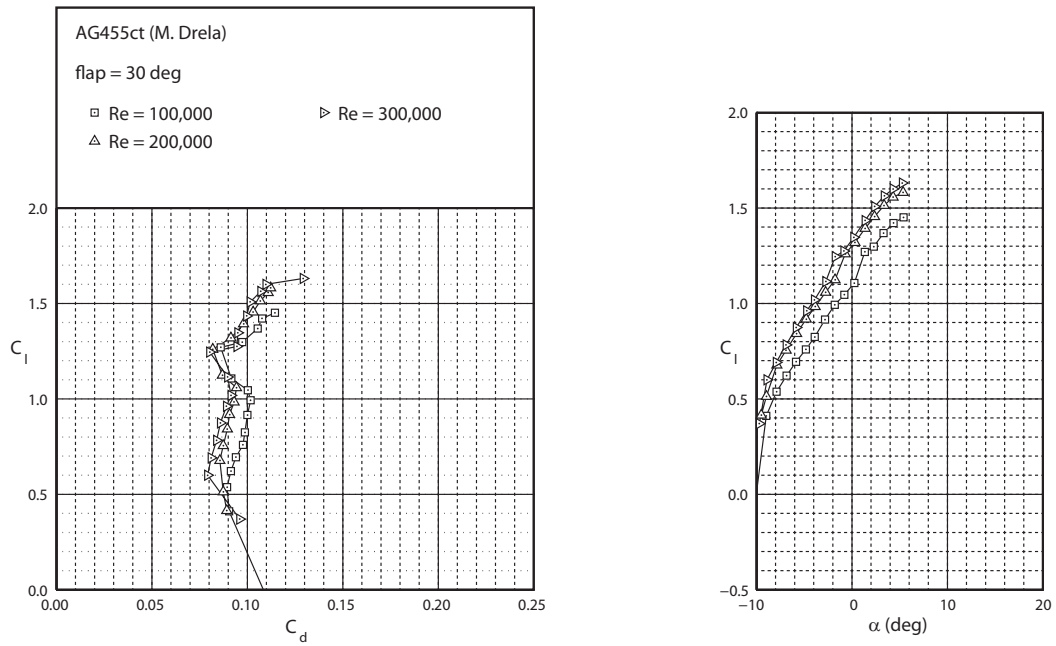 AG455ct (M. Drela)
flap = 30 deg
Re = 100,000
Re = 300,000
Re = 200,000
2.0
1.5
C l
1.0
0.5
0.0
0.00 0.05 0.10 0.15 0.20 0.25
C d
2.0
1.5
1.0
C l
0.5
0.0
−0.5
−10 0 10 20
α (deg)